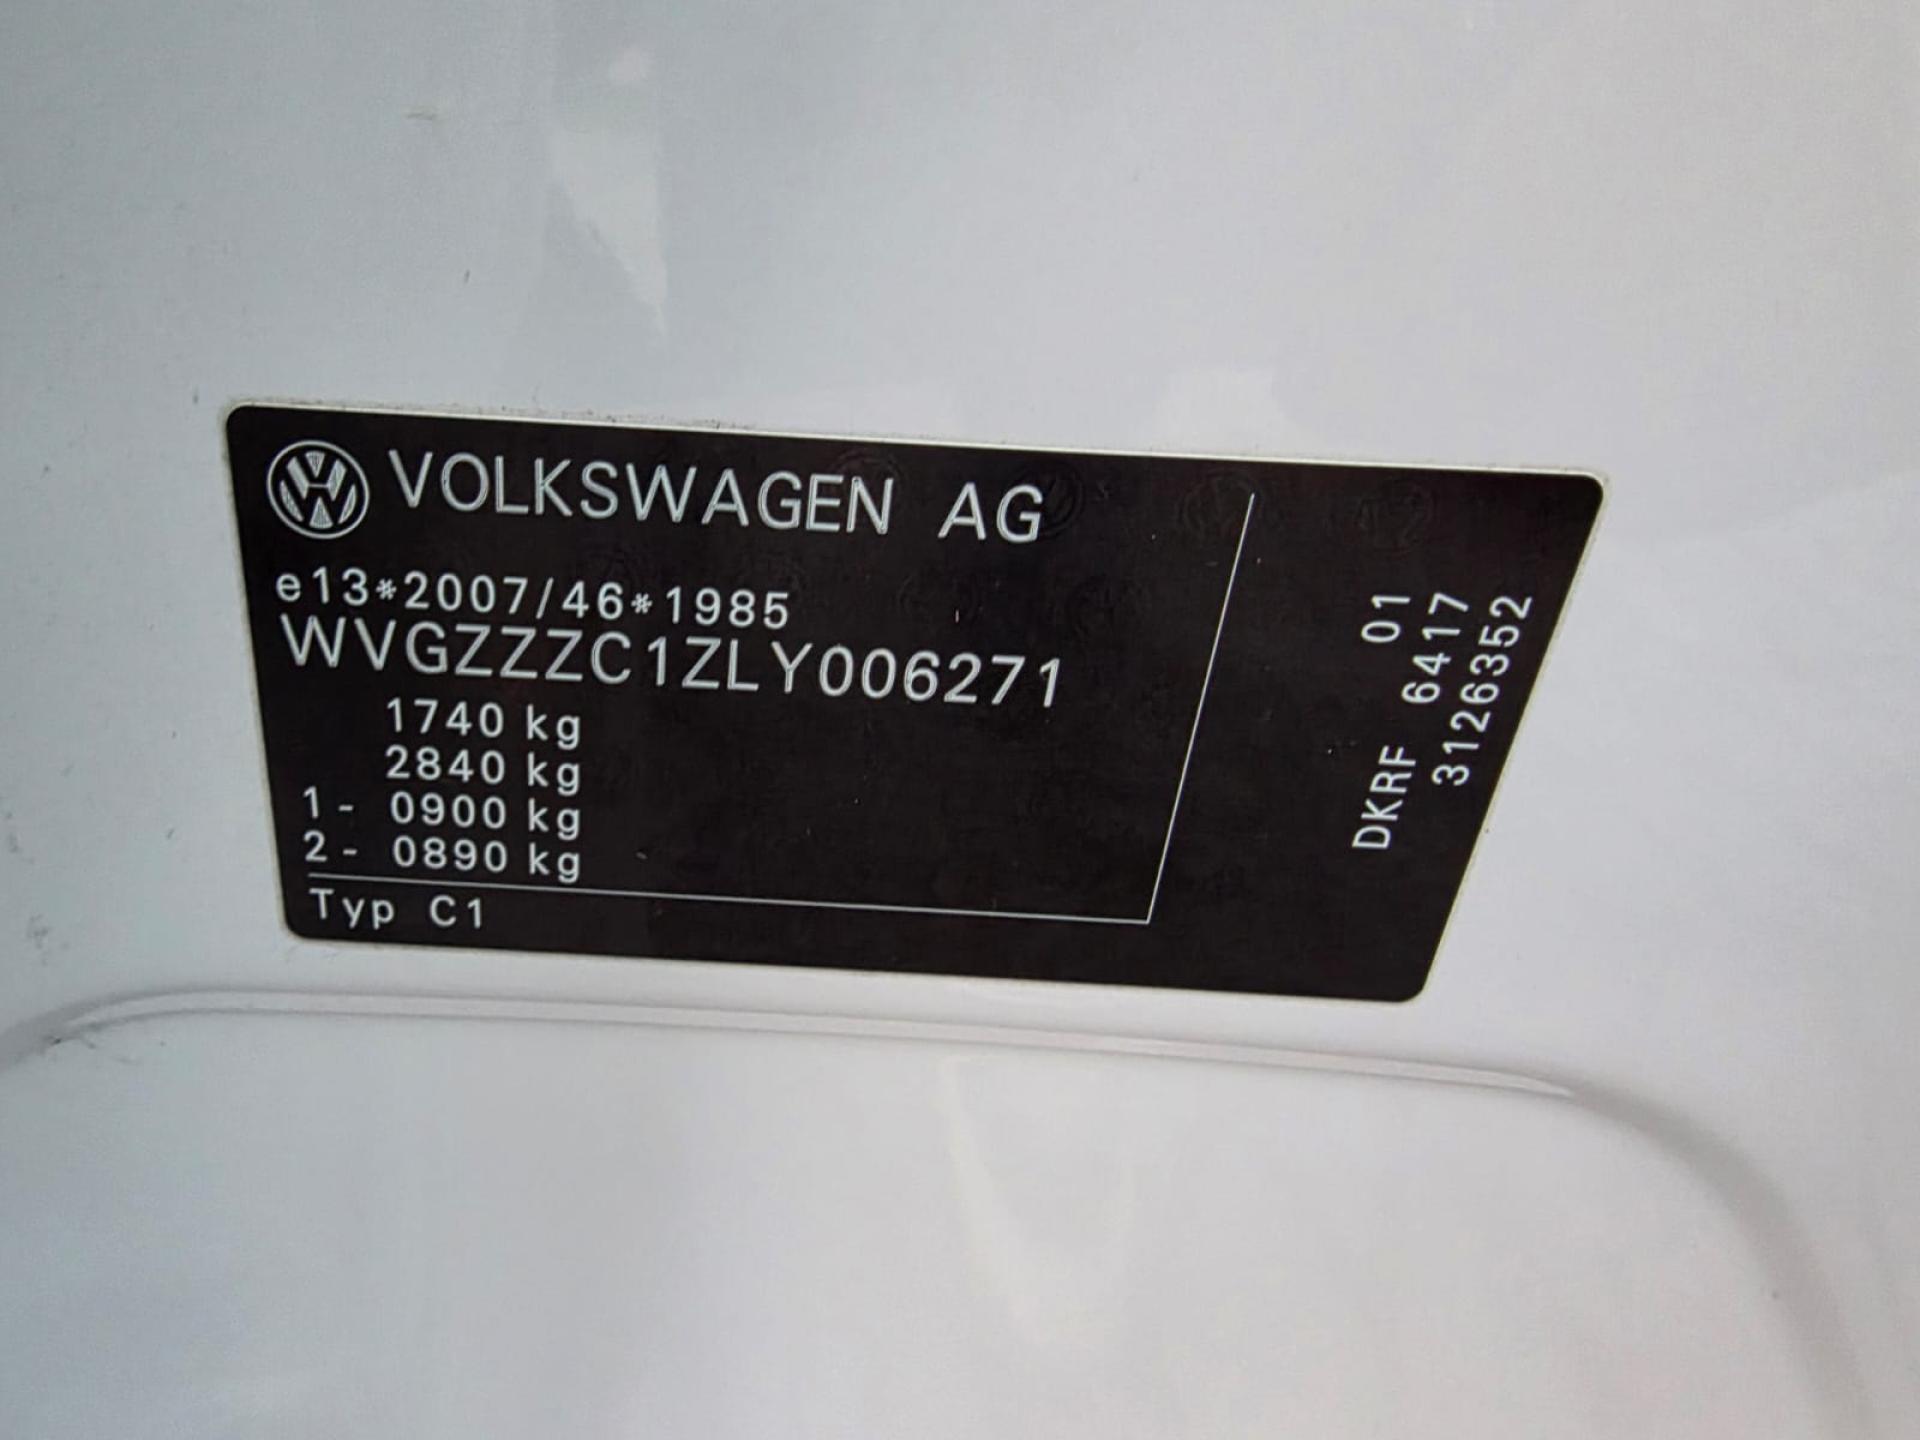 VOLKSWAGEN AG
e13*2007/46*1985
WVGZZZC1ZLY006271
1740 kg
2840 kg
1- 0900 kg
2- 0890 kg
Typ C1
DKRF 01
6417
3126352